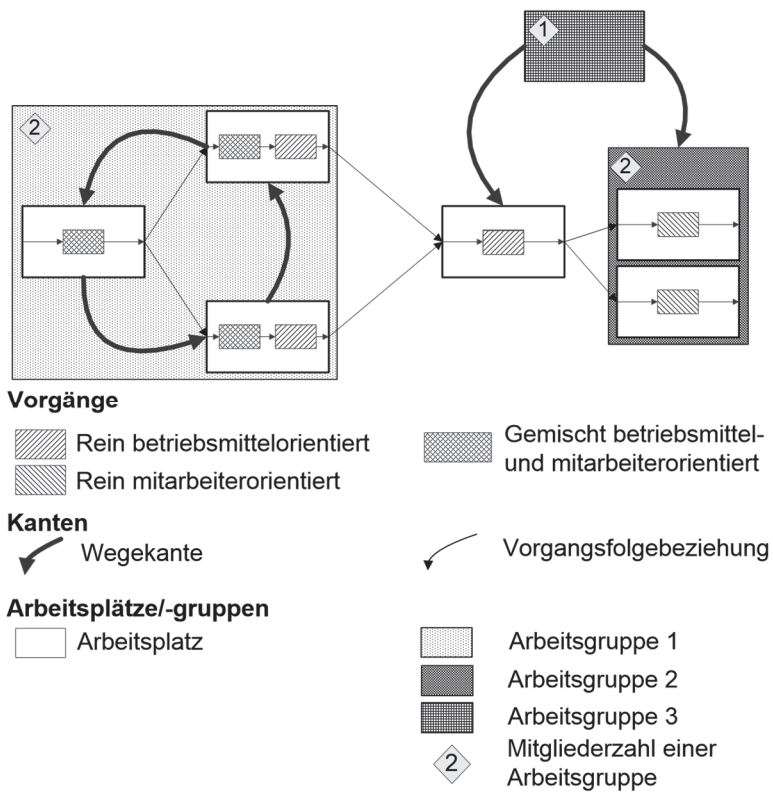 1
2
2
Vorgänge
Rein betriebsmittelorientiert
Rein mitarbeiterorientiert
Gemischt betriebsmittel-
und mitarbeiterorientiert
Kanten
Wegekante
Vorgangsfolgebeziehung
Arbeitsplätze/-gruppen
Arbeitsplatz
Arbeitsgruppe 1
Arbeitsgruppe 2
Arbeitsgruppe 3
2
Mitgliederzahl einer
Arbeitsgruppe